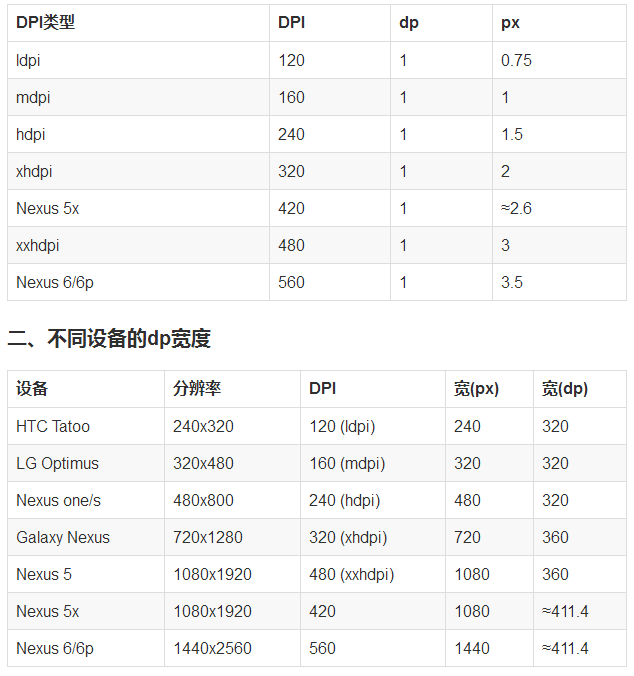 DPI类型 DPI dp px
ldpi 120 1 0.75
mdpi 160 1 1
hdpi 240 1 1.5
xhdpi 320 1 2
Nexus 5x 420 1 ≈2.6
xxhdpi 480 1 3
Nexus 6/6p 560 1 3.5
二、不同设备的dp宽度
设备 分辨率 DPI 宽(px) 宽(dp)
HTC Tatoo 240x320 120 (ldpi) 240 320
LG Optimus 320x480 160 (mdpi) 320 320
Nexus one/s 480x800 240 (hdpi) 480 320
Galaxy Nexus 720x1280 320 (xhdpi) 720 360
Nexus 5 1080x1920 480 (xxhdpi) 1080 360
Nexus 5x 1080x1920 420 1080 ≈411.4
Nexus 6/6p 1440x2560 560 1440 ≈411.4